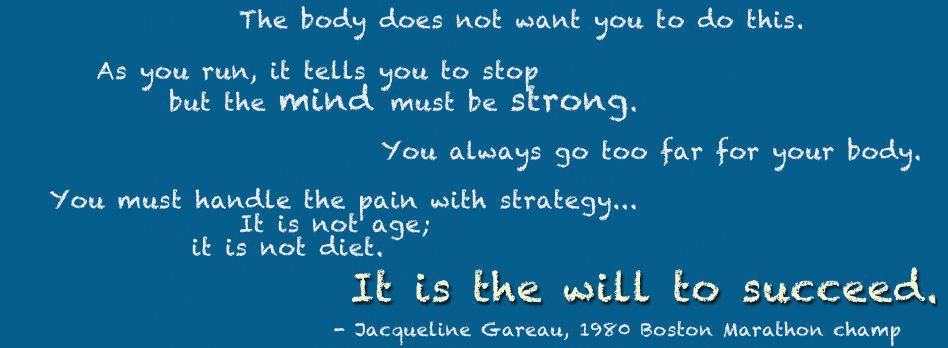 The body does not want you to do this.
As you run, it tells you to stop
but the mind must be strong.
You always go too far for your body.
You must handle the pain with strategy...
It is not age;
it is not diet.
It is the will to succeed.
- Jacqueline Gareau, 1980 Boston Marathon champ